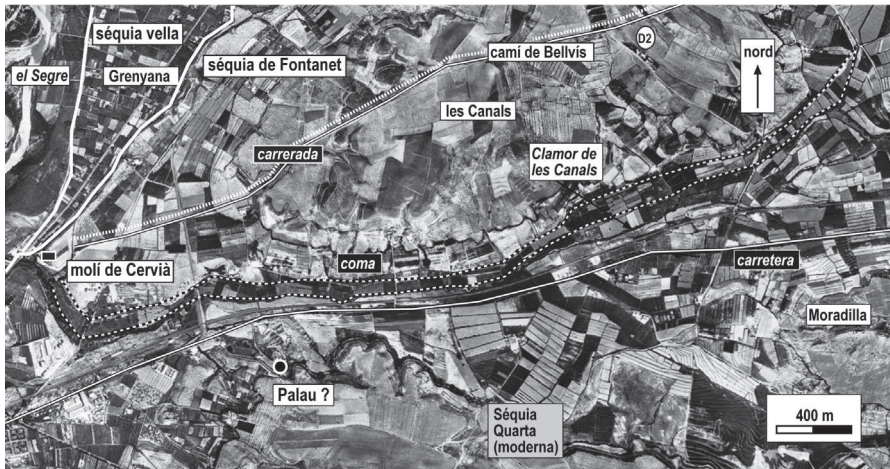 séquia vella
el Segre
Grenyana
séquia de Fontanet
camí de Bellvís
D2
nord
les Canals
carrerada
Clamor de
les Canals
molí de Cervià
coma
carretera
Moradilla
Palau ?
Séquia
Quarta
(moderna)
400 m